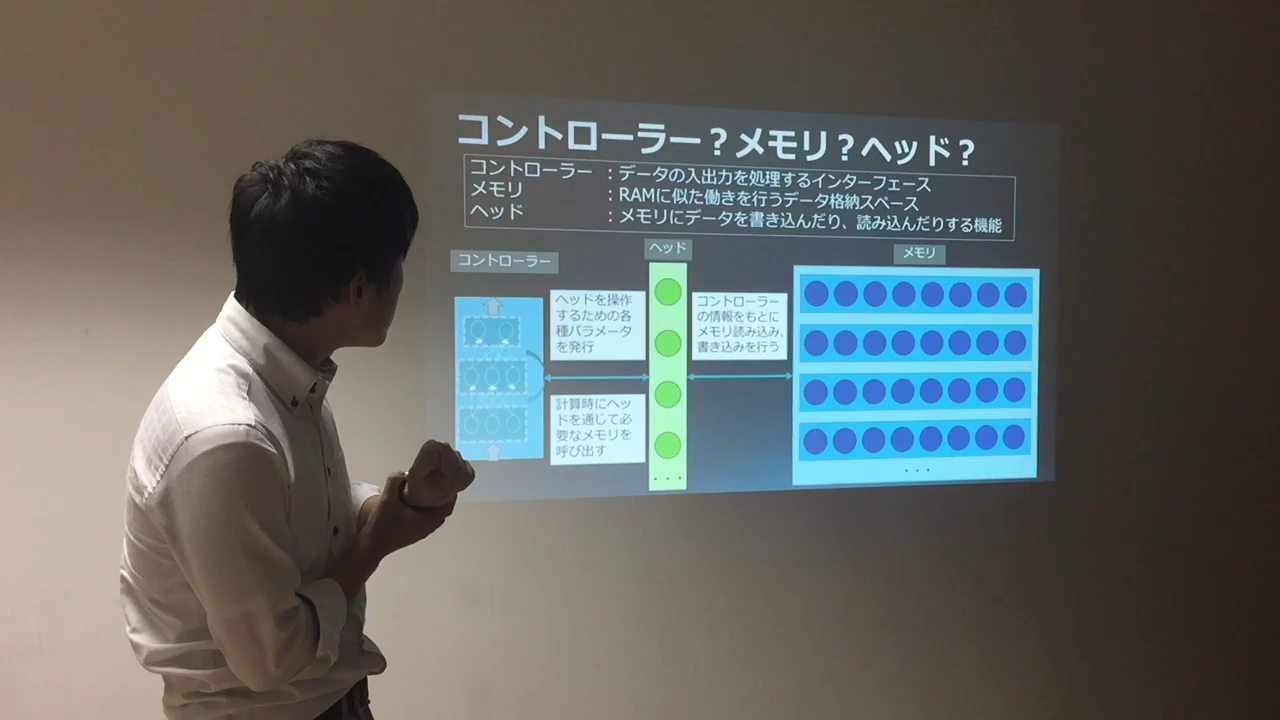 コントローラー？メモリ？ヘッド？
コントローラー ：データの入出力を処理するインターフェース
メモリ ：RAMに似た働きを行うデータ格納スペース
ヘッド ：メモリにデータを書き込んだり、読み込んだりする機能
コントローラー
ヘッド
メモリ
ヘッドを操作
するための各
種パラメータ
を発行
コントローラー
の情報をもとに
メモリ読み込み、
書き込みを行う
計算時にヘッ
ドを通じて必
要なメモリを
呼び出す
・・・
・・・